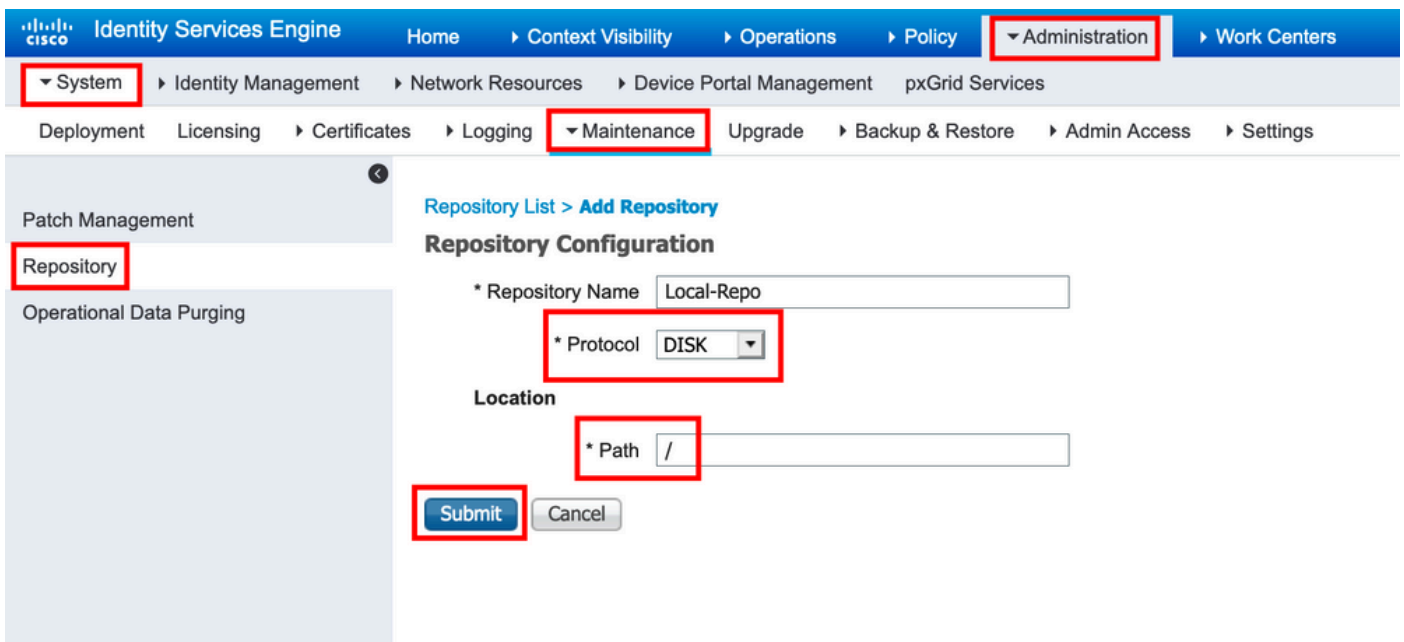 cisco Identity Services Engine Home Context Visibility Operations Policy Administration Work Centers
System Identity Management Network Resources Device Portal Management pxGrid Services
Deployment Licensing Certificates Logging Maintenance Upgrade Backup & Restore Admin Access Settings
Patch Management
Repository
Operational Data Purging
Repository List > Add Repository
Repository Configuration
* Repository Name Local-Repo
* Protocol DISK
Location
* Path /
Submit Cancel